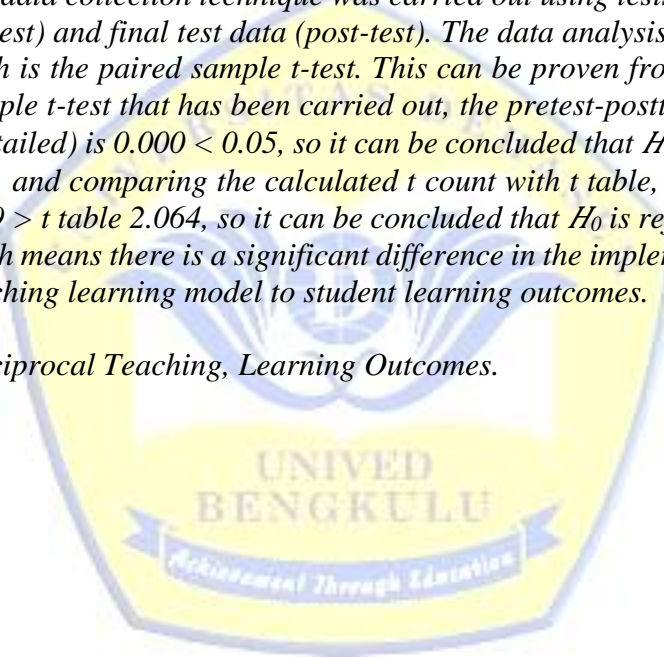 data collection technique was carried out using testi
est) and final test data (post-test). The data analysis
h is the paired sample t-test. This can be proven fro
ple t-test that has been carried out, the pretest-postt
tailed) is 0.000 < 0.05, so it can be concluded that H
and comparing the calculated t count with t table,
> t table 2.064, so it can be concluded that H0 is re
h means there is a significant difference in the imple
ching learning model to student learning outcomes.
ciprocal Teaching, Learning Outcomes.
UNIVED
BENGKULU
Achievement Through Education